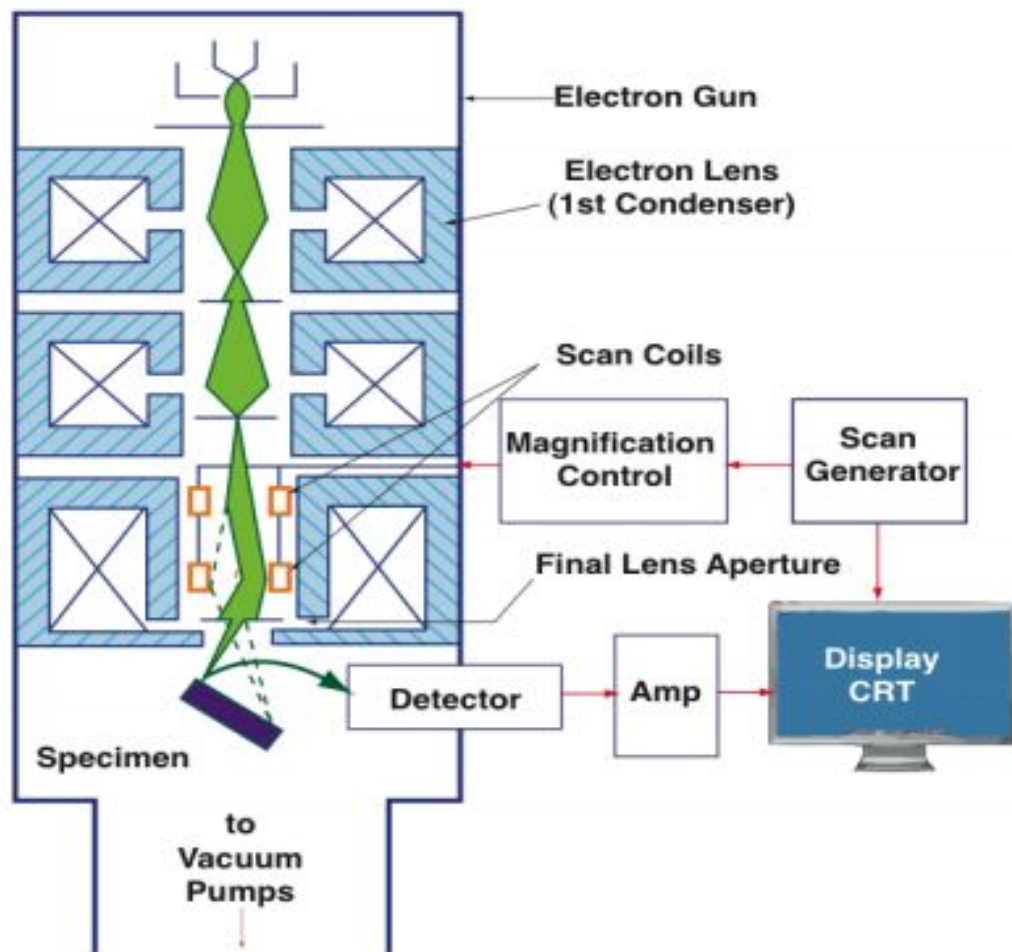 Electron Gun
Electron Lens
(1st Condenser)
Scan Coils
Magnification
Control
Scan
Generator
Final Lens Aperture
Display
CRT
Detector
Amp
Specimen
to
Vacuum
Pumps